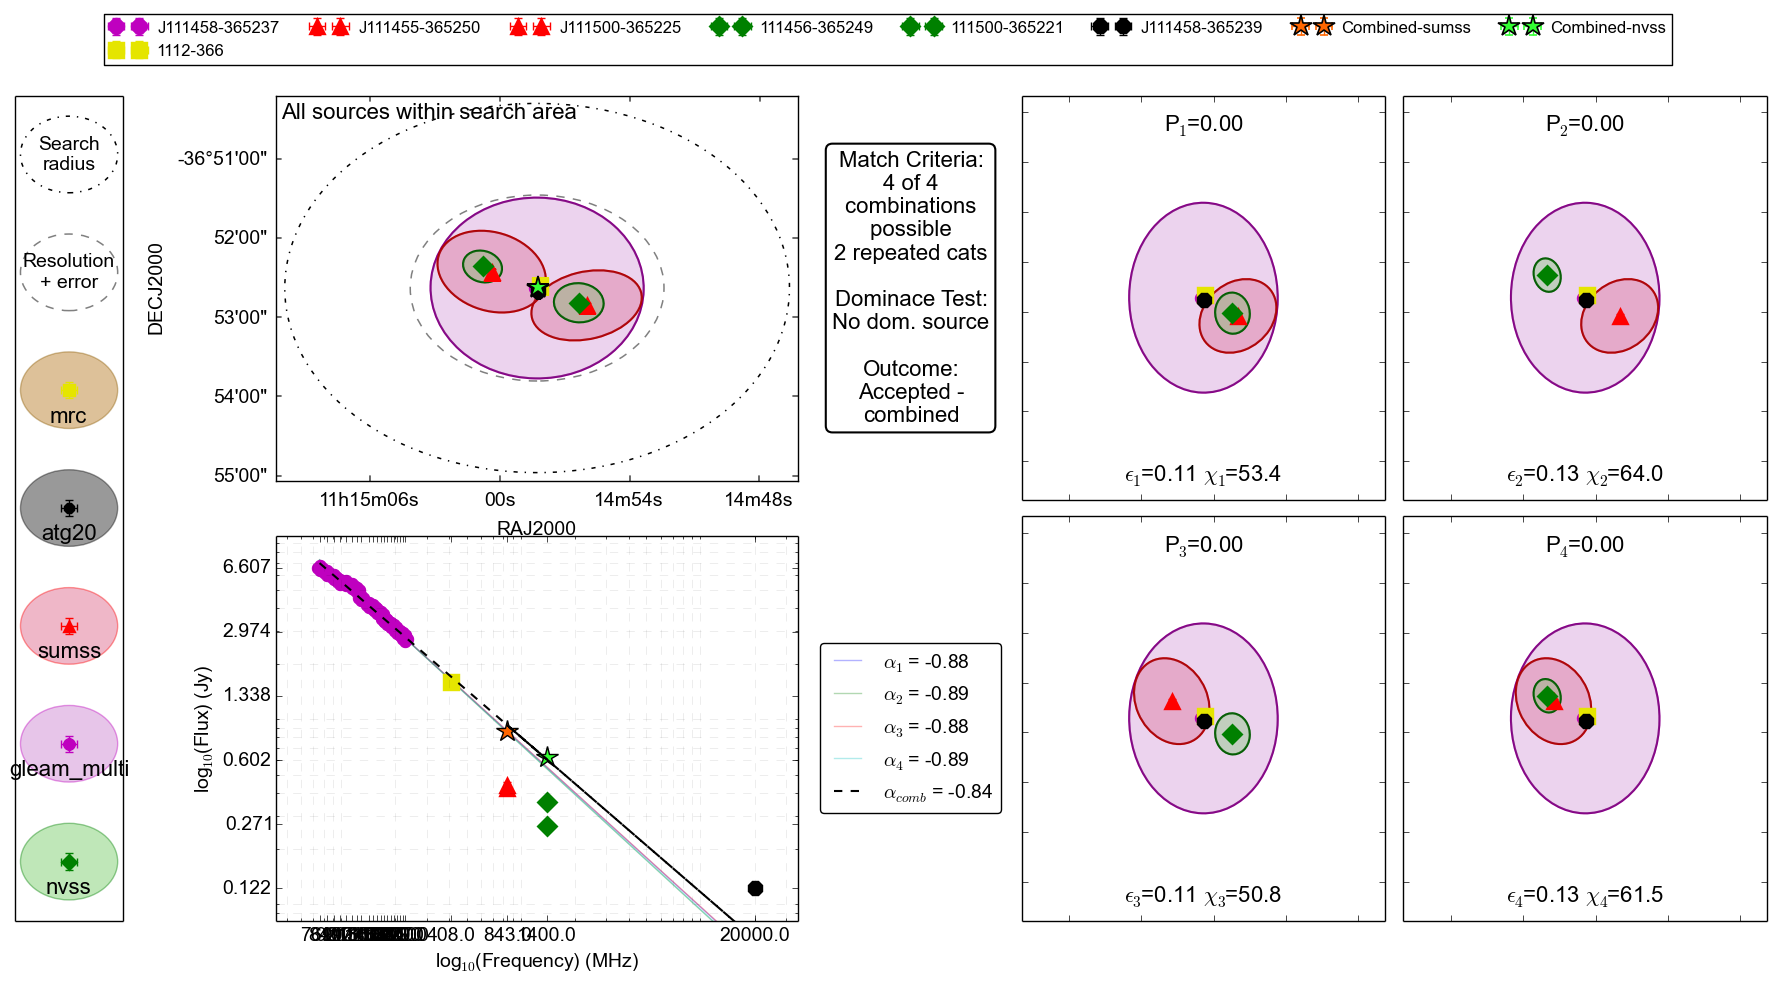 J111458-365237 J111455-365250 J111500-365225 111456-365249 111500-365221 J111458-365239 Combined-sumss Combined-nvss
1112-366
Search
radius
Resolution
+ error
mrc
atg20
sumss
gleam_multi
nvss
All sources within search area
DECJ2000
-36°51'00"
52'00"
53'00"
54'00"
55'00"
11h15m06s 00s 14m54s 14m48s
RAJ2000
Match Criteria:
4 of 4
combinations
possible
2 repeated cats
Dominace Test:
No dom. source
Outcome:
Accepted -
combined
P1=0.00
ϵ1=0.11 χ1=53.4
P2=0.00
ϵ2=0.13 χ2=64.0
P3=0.00
ϵ3=0.11 χ3=50.8
P4=0.00
ϵ4=0.13 χ4=61.5
log10(Flux) (Jy)
6.607
2.974
1.338
0.602
0.271
0.122
408.0 843.0 1400.0 20000.0
log10(Frequency) (MHz)
α1 = -0.88
α2 = -0.89
α3 = -0.88
α4 = -0.89
αcomb = -0.84